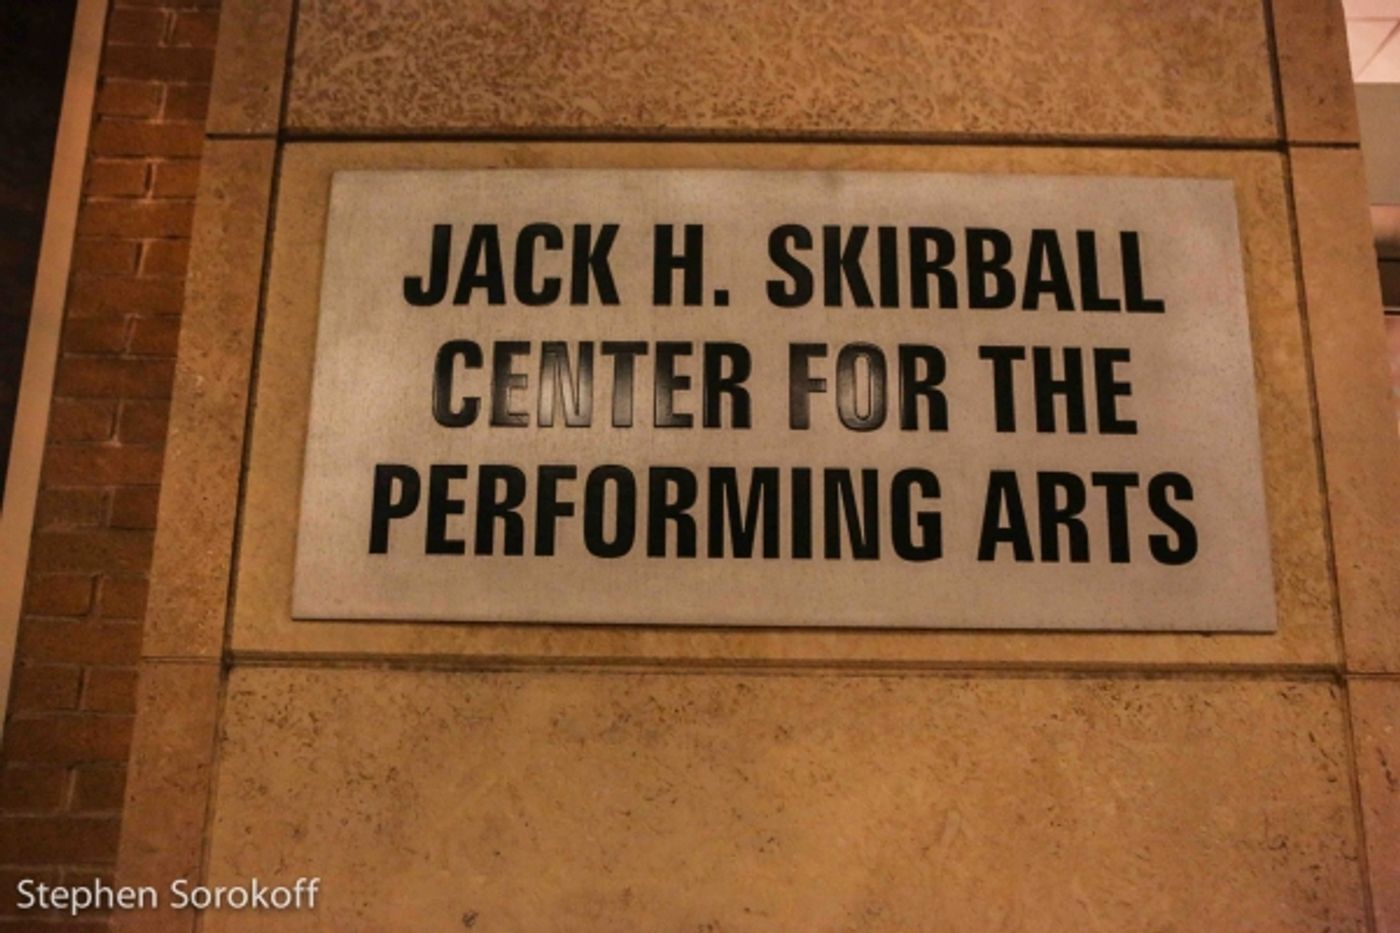 JACK H. SKIRBALL
CENTER FOR THE
PERFORMING ARTS
Stephen Sorokoff